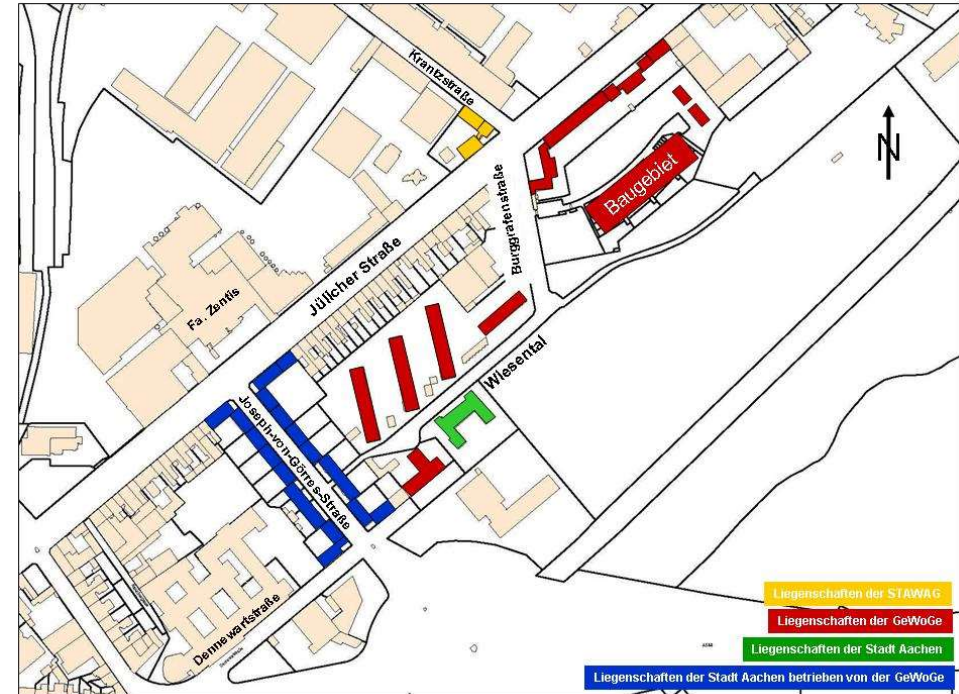 Krantzstraße
N
Baugebiet
Burggrafenstraße
Jülicher Straße
Fa. Zentis
Wiesental
Joseph-von-Görres-Straße
Dennewartstraße
Liegenschaften der STAWAG
Liegenschaften der GeWoGe
Liegenschaften der Stadt Aachen
Liegenschaften der Stadt Aachen betrieben von der GeWoGe